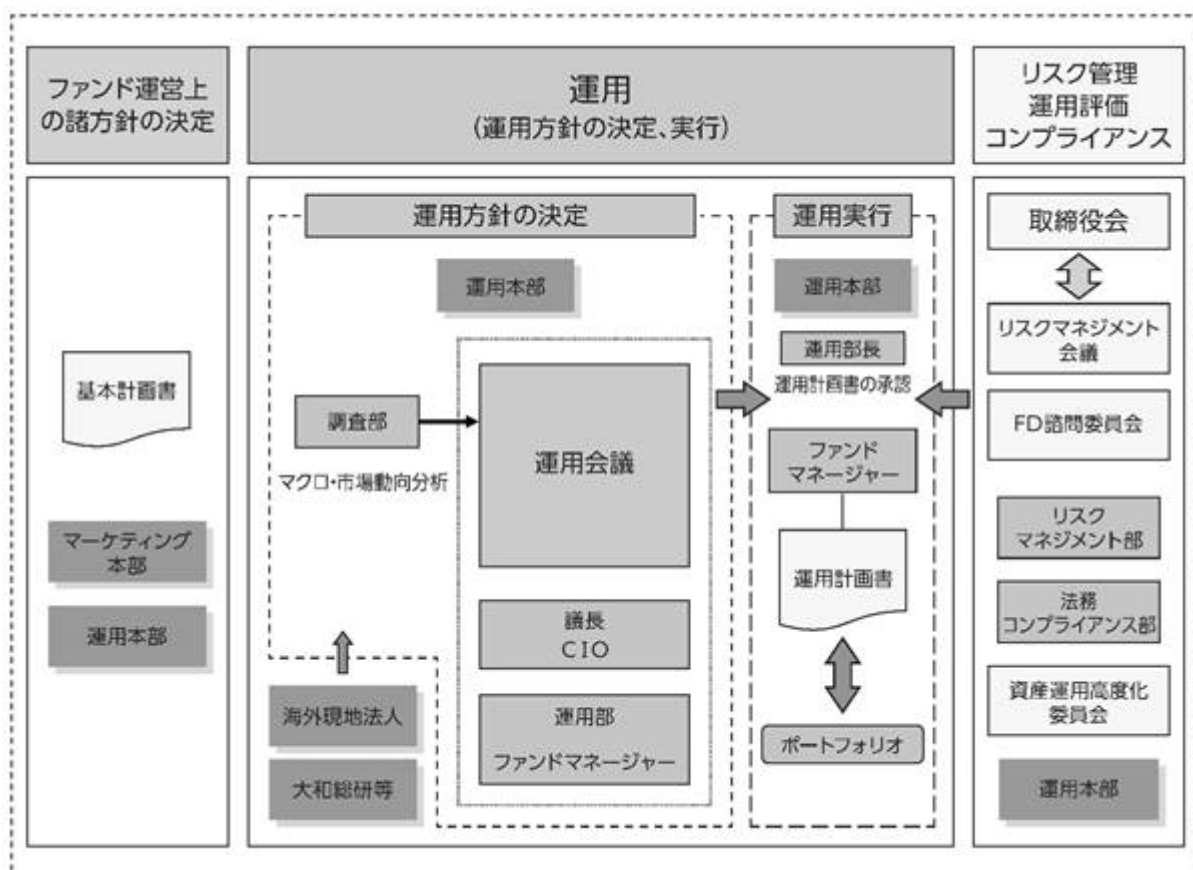 ファンド運営上
の諸方針の決定
基本計画書
マーケティング
本部
運用本部
運用
(運用方針の決定、実行)
運用方針の決定
運用本部
調査部
マクロ・市場動向分析
運用会議
議長
CIO
運用部
ファンドマネージャー
海外現地法人
大和総研等
運用実行
運用本部
運用部長
運用計画書の承認
ファンド
マネージャー
運用計画書
ポートフォリオ
リスク管理
運用評価
コンプライアンス
取締役会
リスクマネジメント
会議
FD諮問委員会
リスク
マネジメント部
法務
コンプライアンス部
資産運用高度化
委員会
運用本部